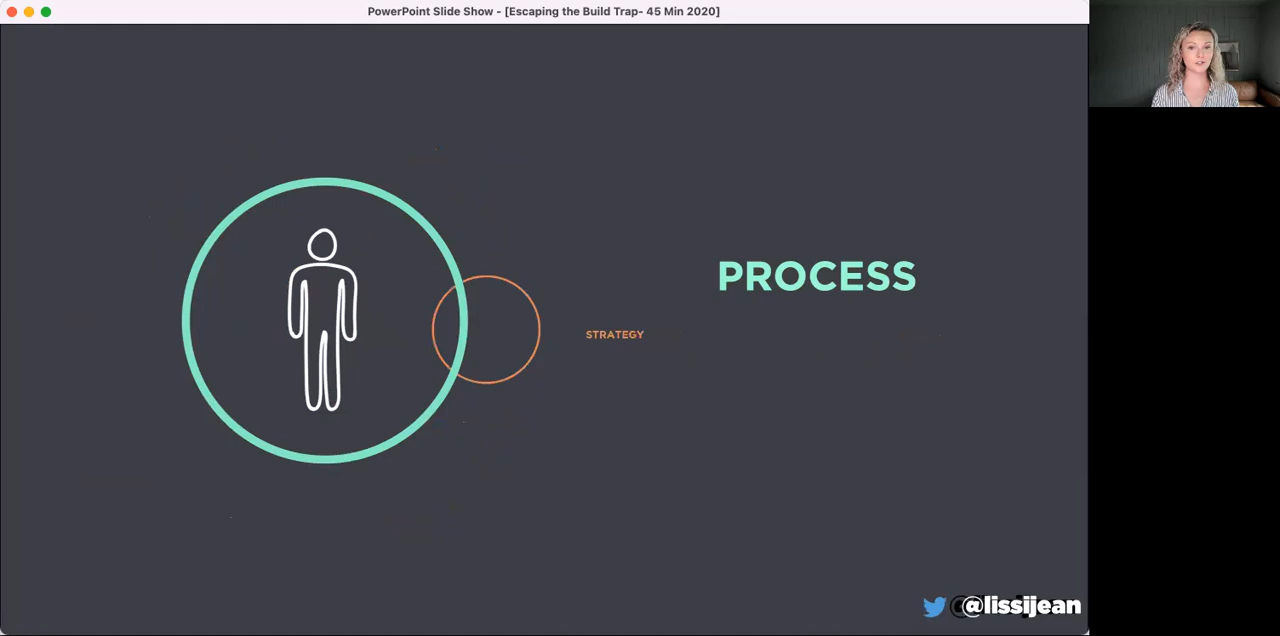 PowerPoint Slide Show - [Escaping the Build Trap- 45 Min 2020]
PROCESS
STRATEGY
@lissijean